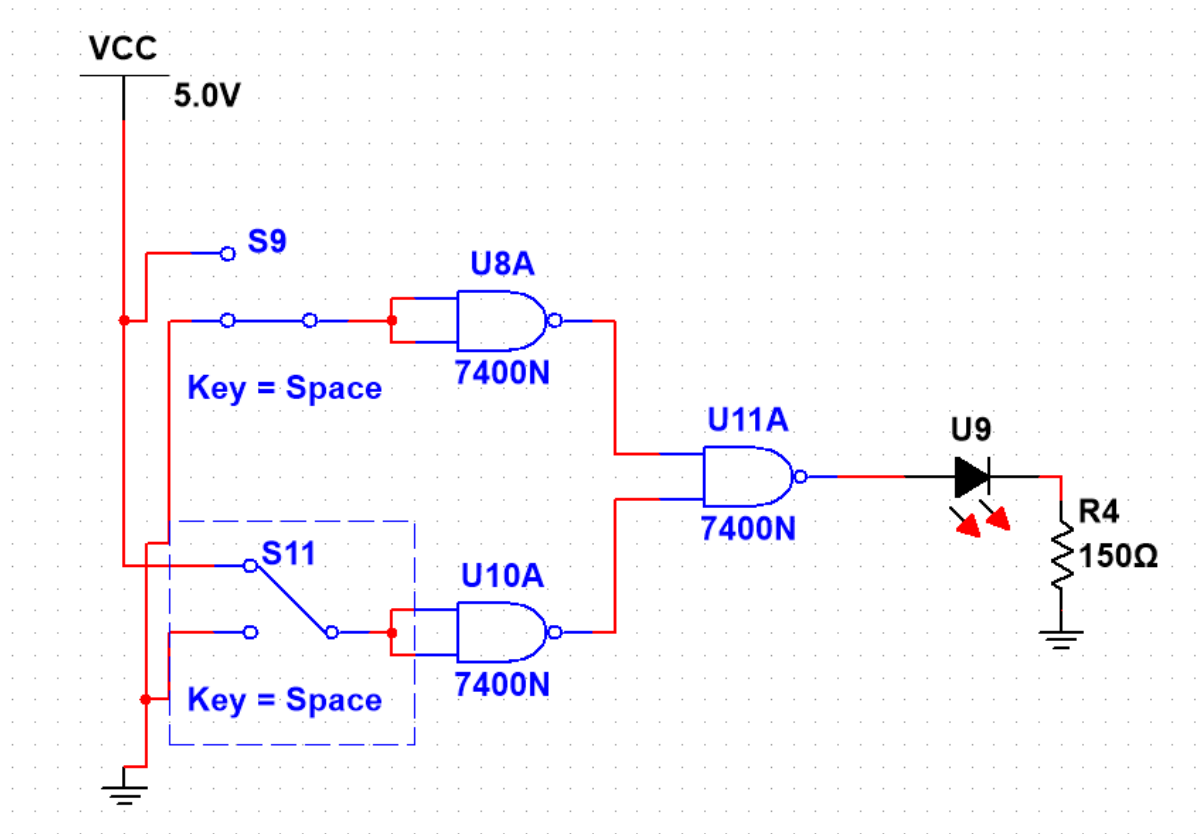 VCC
5.0V
S9
U8A
7400N
Key = Space
U11A
7400N
U9
R4
150Ω
S11
U10A
7400N
Key = Space